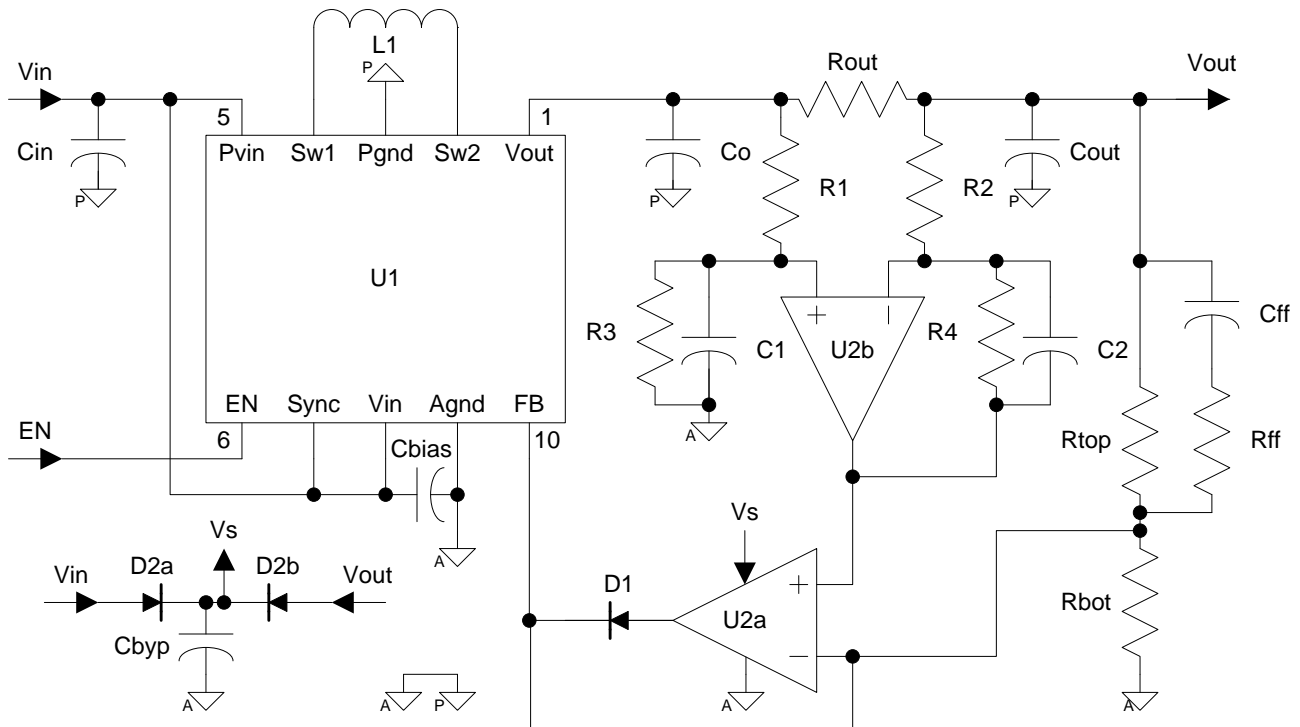 L1
P
Vin
Rout
Vout
5
1
Cin
Pvin Sw1 Pgnd Sw2 Vout
Co
R1
R2
Cout
P
P
P
U1
R3
C1
+
−
U2b
R4
C2
Cff
EN Sync Vin Agnd FB
A
EN
6
Cbias
10
Rtop
Rff
Vs
Vs
A
Vin
D2a
D2b
Vout
D1
+
U2a
−
Rbot
Cbyp
A
A
P
A
A